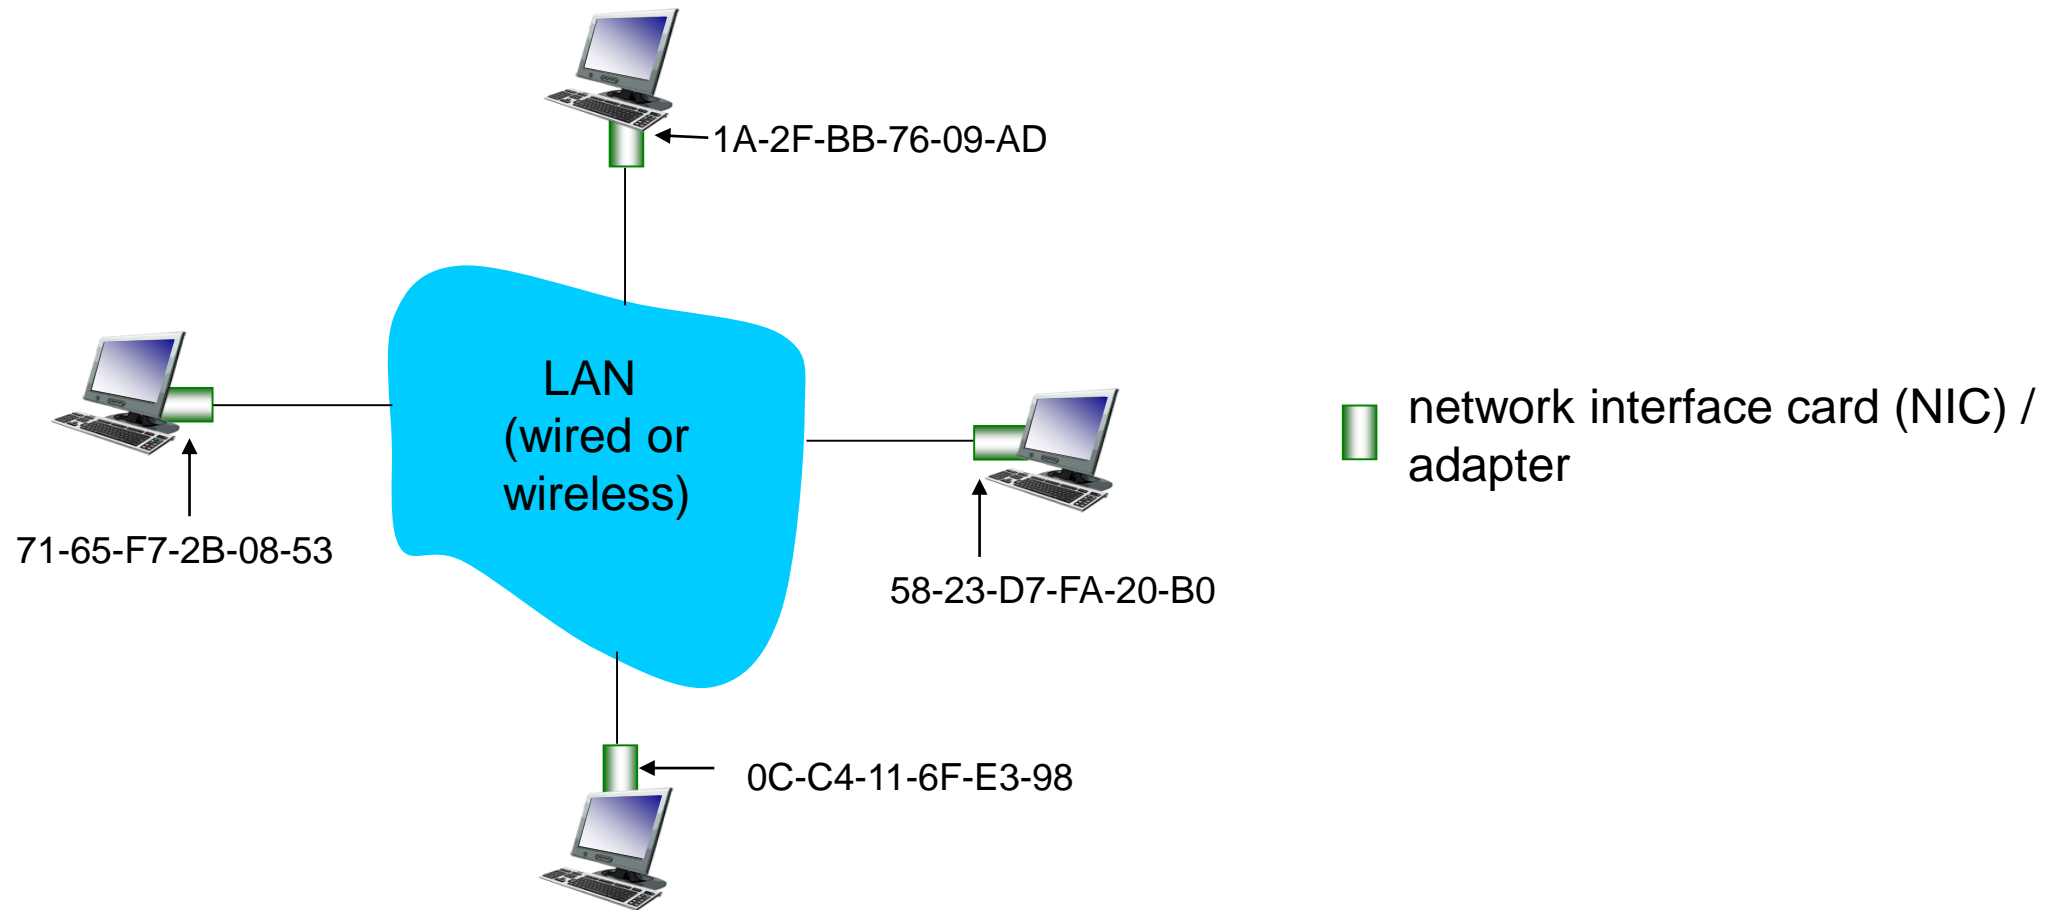 1A-2F-BB-76-09-AD
LAN
(wired or
wireless)
71-65-F7-2B-08-53
58-23-D7-FA-20-B0
0C-C4-11-6F-E3-98
network interface card (NIC) /
adapter